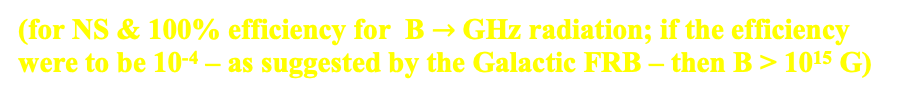 (for NS & 100% efficiency for B → GHz radiation; if the efficiency
were to be 10⁻⁴ – as suggested by the Galactic FRB – then B > 10¹⁵ G)